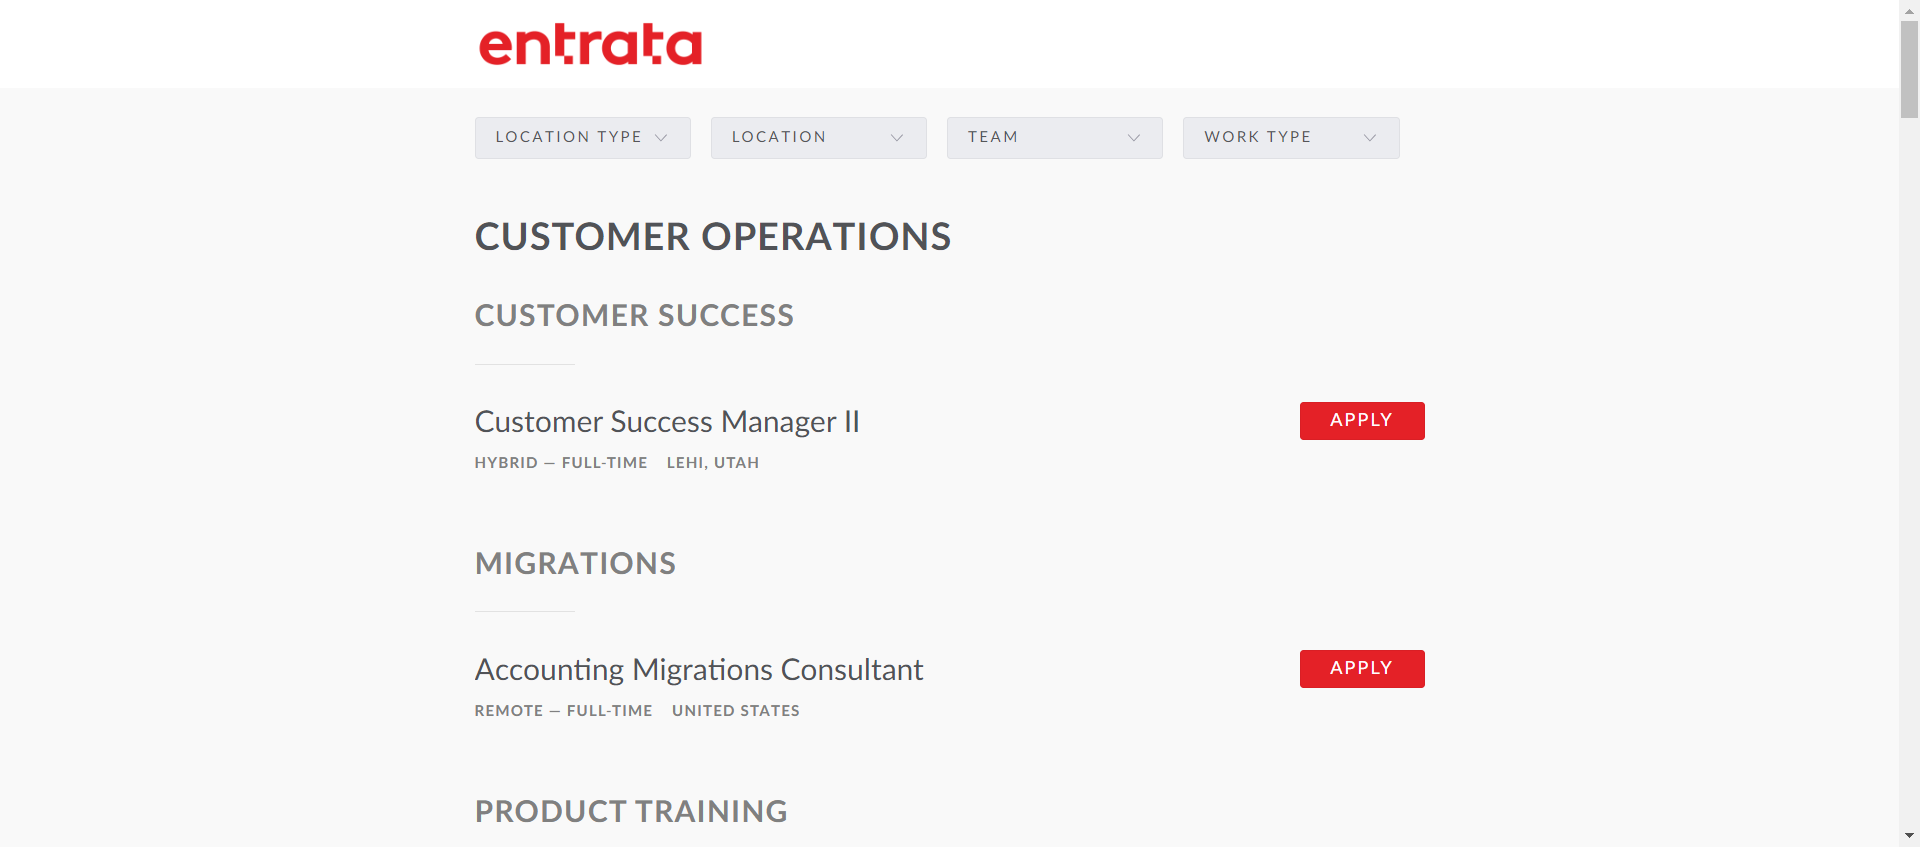 entrata
LOCATION TYPE
LOCATION
TEAM
WORK TYPE
CUSTOMER OPERATIONS
CUSTOMER SUCCESS
Customer Success Manager II
APPLY
HYBRID — FULL-TIME LEHI, UTAH
MIGRATIONS
Accounting Migrations Consultant
APPLY
REMOTE — FULL-TIME UNITED STATES
PRODUCT TRAINING